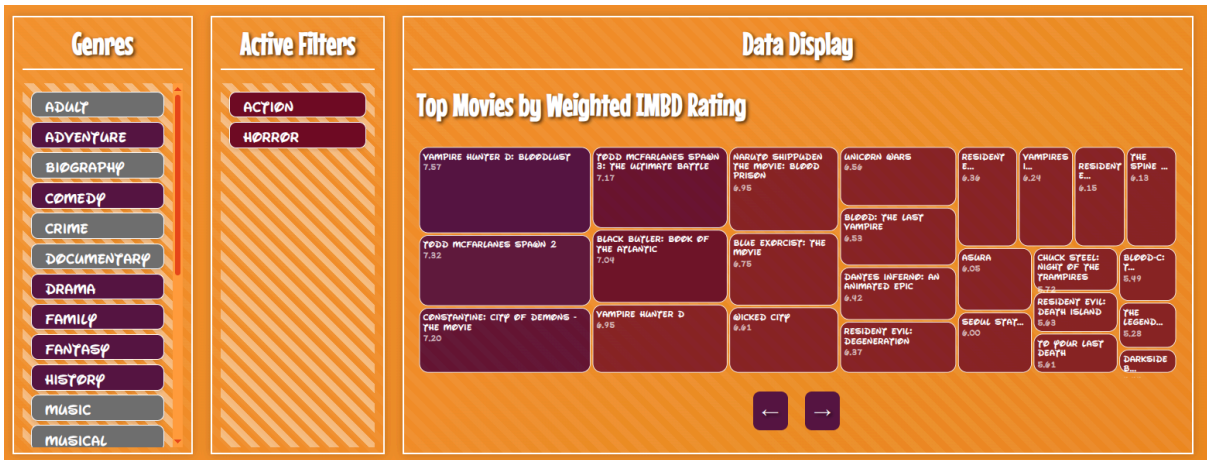 Genres
ADULT
ADVENTURE
BIOGRAPHY
COMEDY
CRIME
DOCUMENTARY
DRAMA
FAMILY
FANTASY
HISTORY
MUSIC
MUSICAL
Active Filters
ACTION
HORROR
Data Display
Top Movies by Weighted IMBD Rating
VAMPIRE HUNTER D: BLOODLUST
7.57
TODD MCFARLANES SPAWN 2
7.32
CONSTANTINE: CITY OF DEMONS -
THE MOVIE
7.20
TODD MCFARLANES SPAWN
3: THE ULTIMATE BATTLE
7.17
BLACK BUTLER: BOOK OF
THE ATLANTIC
7.04
VAMPIRE HUNTER D
6.95
NARUTO SHIPPUDEN
THE MOVIE: BLOOD
PRISON
6.95
BLUE EXORCIST: THE
MOVIE
6.75
WICKED CITY
6.61
UNICORN WARS
6.56
BLOOD: THE LAST
VAMPIRE
6.53
DANTES INFERNO: AN
ANIMATED EPIC
6.42
RESIDENT EVIL:
DEGENERATION
6.37
RESIDENT
E...
6.36
VAMPIRES
I...
6.24
RESIDENT
E...
6.15
THE
SPINE ...
6.13
ASURA
6.05
SEOUL STAT...
6.00
CHUCK STEEL:
NIGHT OF THE
TRAMPIRES
5.72
RESIDENT EVIL:
DEATH ISLAND
5.63
TO YOUR LAST
DEATH
5.61
BLOOD-C:
T...
5.49
THE
LEGEND...
5.28
DARKSIDE
B...
← →